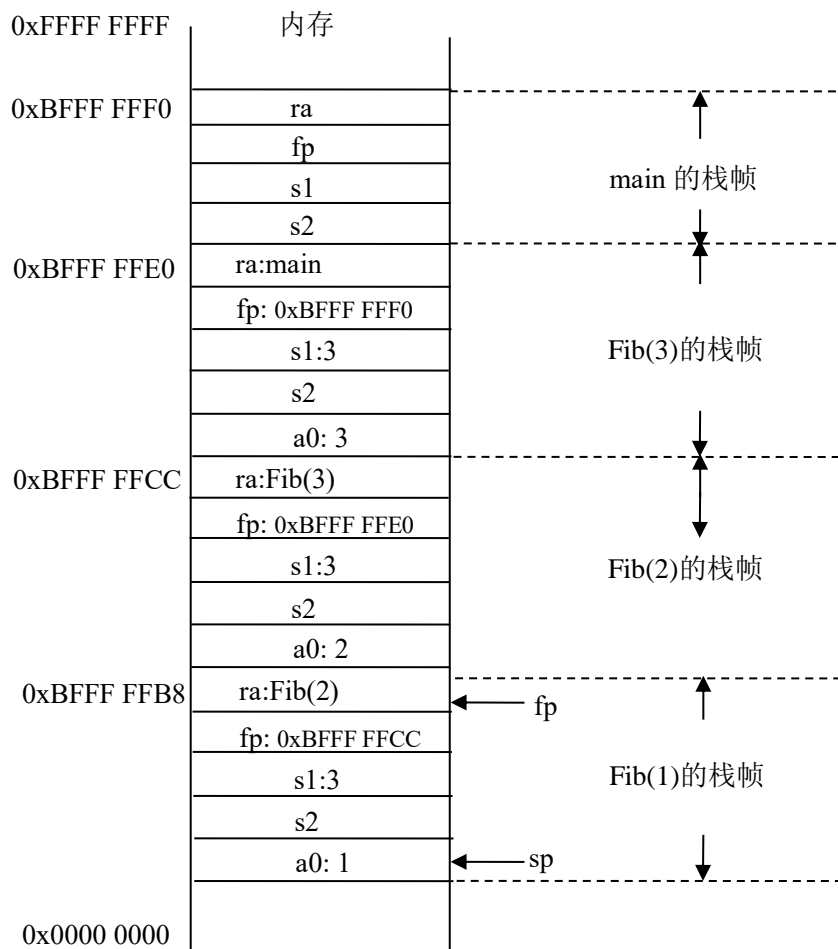 0xFFFF FFFF 内存
0xBFFF FFF0 ra
fp
s1 main 的栈帧
s2
0xBFFF FFE0 ra:main
fp: 0xBFFF FFF0
s1:3 Fib(3)的栈帧
s2
a0: 3
0xBFFF FFCC ra:Fib(3)
fp: 0xBFFF FFE0
s1:3 Fib(2)的栈帧
s2
a0: 2
0xBFFF FFB8 ra:Fib(2) fp
fp: 0xBFFF FFCC
s1:3 Fib(1)的栈帧
s2
a0: 1 sp
0x0000 0000